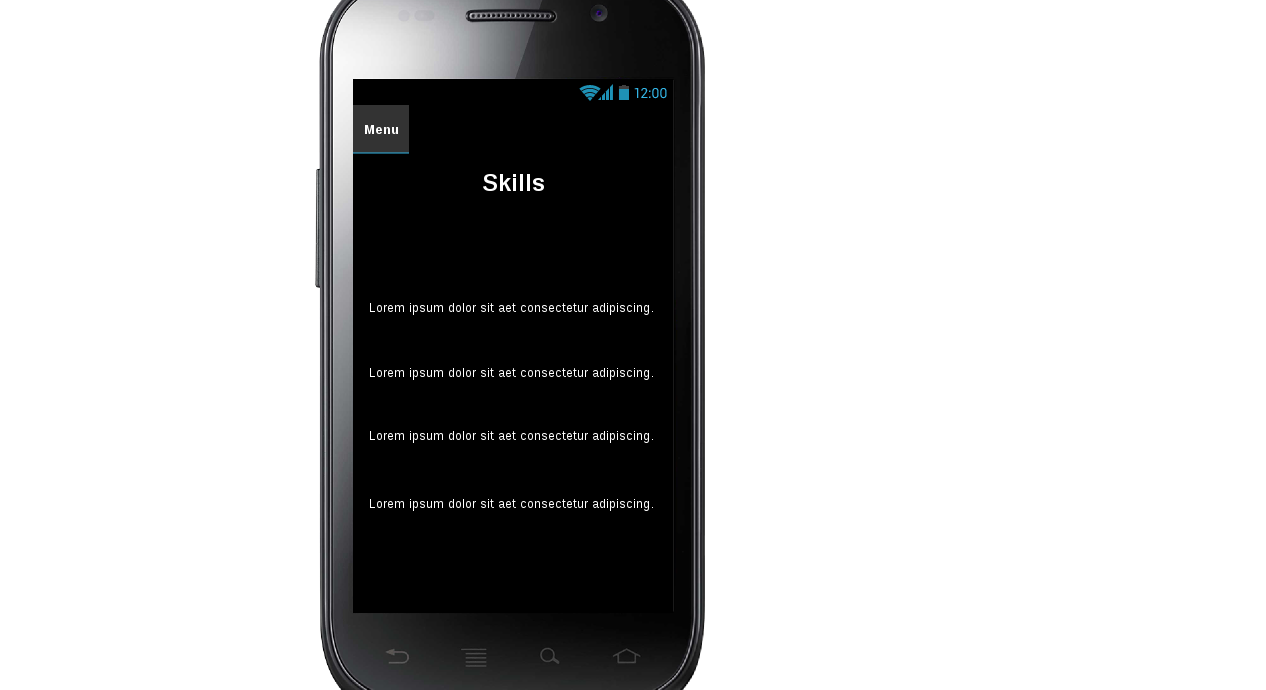 12:00
Menu
Skills
Lorem ipsum dolor sit aet consectetur adipiscing.
Lorem ipsum dolor sit aet consectetur adipiscing.
Lorem ipsum dolor sit aet consectetur adipiscing.
Lorem ipsum dolor sit aet consectetur adipiscing.